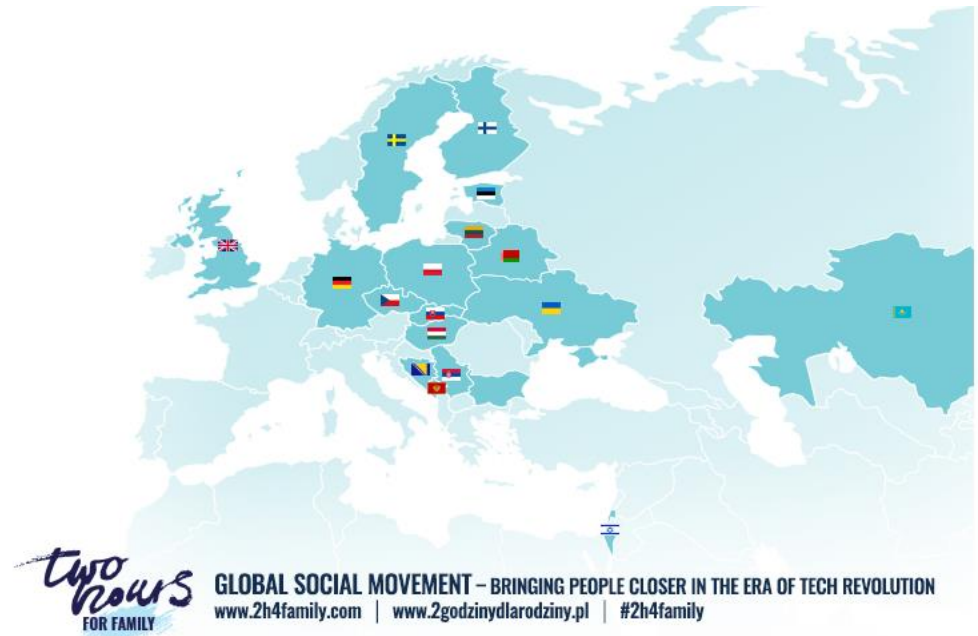 two
hours
FOR FAMILY
GLOBAL SOCIAL MOVEMENT – BRINGING PEOPLE CLOSER IN THE ERA OF TECH REVOLUTION
www.2h4family.com | www.2godzinydlarodziny.pl | #2h4family